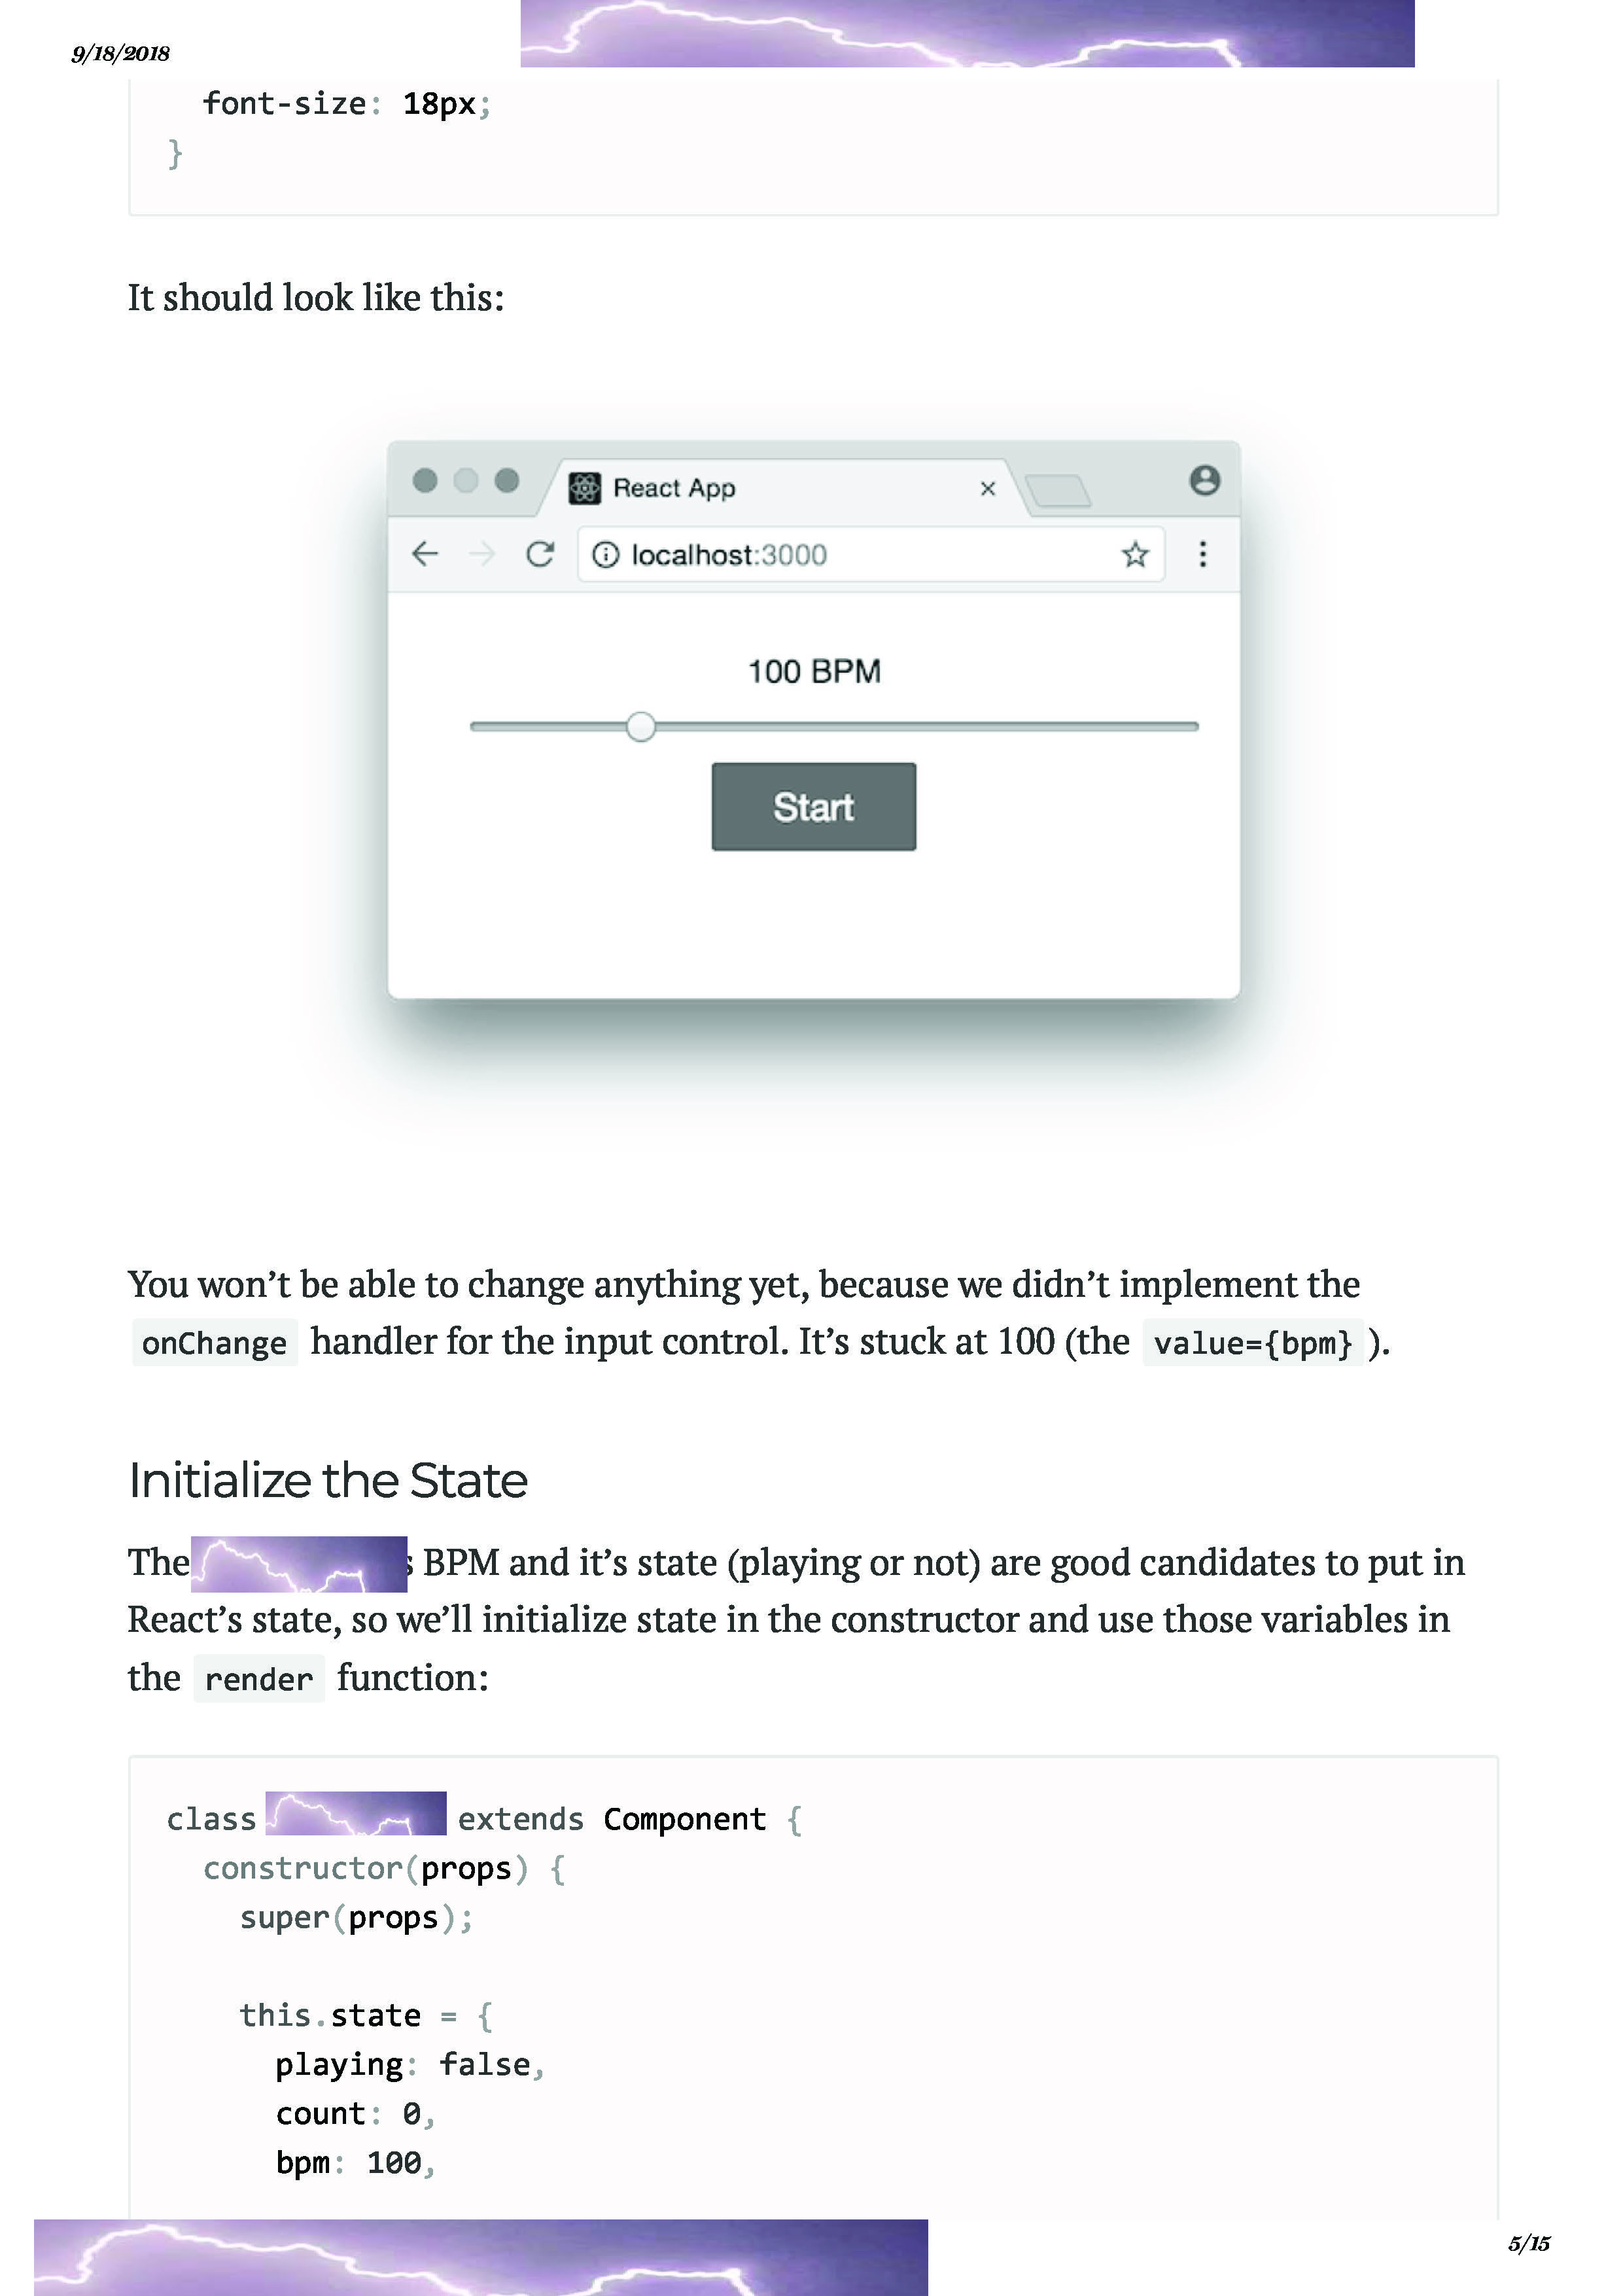 9/18/2018
font-size: 18px;
}
It should look like this:
React App
localhost:3000
100 BPM
Start
You won’t be able to change anything yet, because we didn’t implement the
onChange handler for the input control. It’s stuck at 100 (the value={bpm} ).
Initialize the State
The BPM and it’s state (playing or not) are good candidates to put in
React’s state, so we’ll initialize state in the constructor and use those variables in
the render function:
class extends Component {
constructor(props) {
super(props);
this.state = {
playing: false,
count: 0,
bpm: 100,
5/15